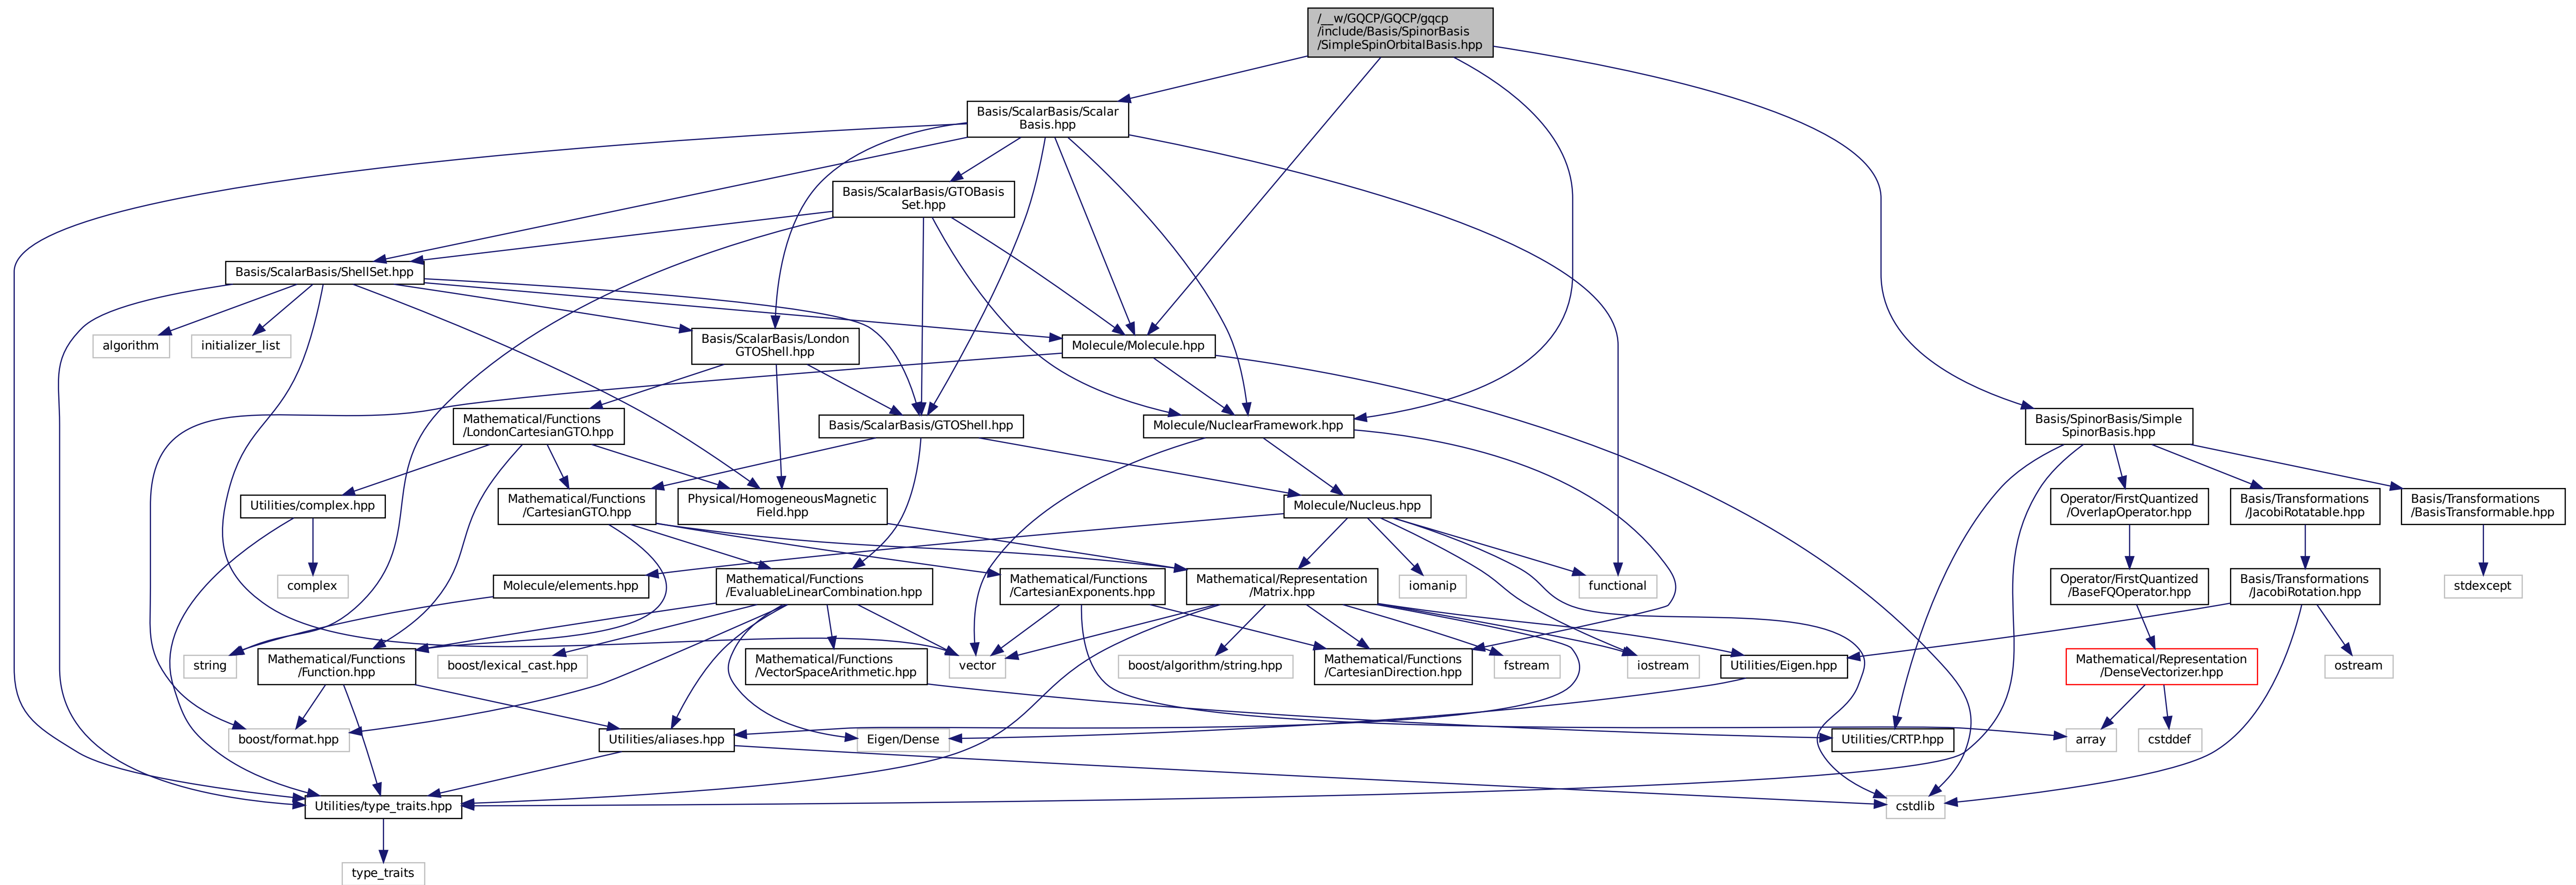 /__w/GQCP/GQCP/gqcp
/include/Basis/SpinorBasis
/SimpleSpinOrbitalBasis.hpp
Basis/ScalarBasis/Scalar
Basis.hpp
Basis/ScalarBasis/GTOBasis
Set.hpp
Basis/ScalarBasis/ShellSet.hpp
algorithm
initializer_list
Basis/ScalarBasis/London
GTOShell.hpp
Molecule/Molecule.hpp
Mathematical/Functions
/LondonCartesianGTO.hpp
Basis/ScalarBasis/GTOShell.hpp
Molecule/NuclearFramework.hpp
Basis/SpinorBasis/Simple
SpinorBasis.hpp
Utilities/complex.hpp
Mathematical/Functions
/CartesianGTO.hpp
Physical/HomogeneousMagnetic
Field.hpp
Molecule/Nucleus.hpp
Operator/FirstQuantized
/OverlapOperator.hpp
Basis/Transformations
/JacobiRotatable.hpp
Basis/Transformations
/BasisTransformable.hpp
complex
Molecule/elements.hpp
Mathematical/Functions
/EvaluableLinearCombination.hpp
Mathematical/Functions
/CartesianExponents.hpp
Mathematical/Representation
/Matrix.hpp
iomanip
functional
Operator/FirstQuantized
/BaseFQOperator.hpp
Basis/Transformations
/JacobiRotation.hpp
stdexcept
string
Mathematical/Functions
/Function.hpp
boost/lexical_cast.hpp
Mathematical/Functions
/VectorSpaceArithmetic.hpp
vector
boost/algorithm/string.hpp
Mathematical/Functions
/CartesianDirection.hpp
fstream
iostream
Utilities/Eigen.hpp
Mathematical/Representation
/DenseVectorizer.hpp
ostream
boost/format.hpp
Utilities/aliases.hpp
Eigen/Dense
Utilities/CRTP.hpp
array
cstddef
Utilities/type_traits.hpp
cstdlib
type_traits